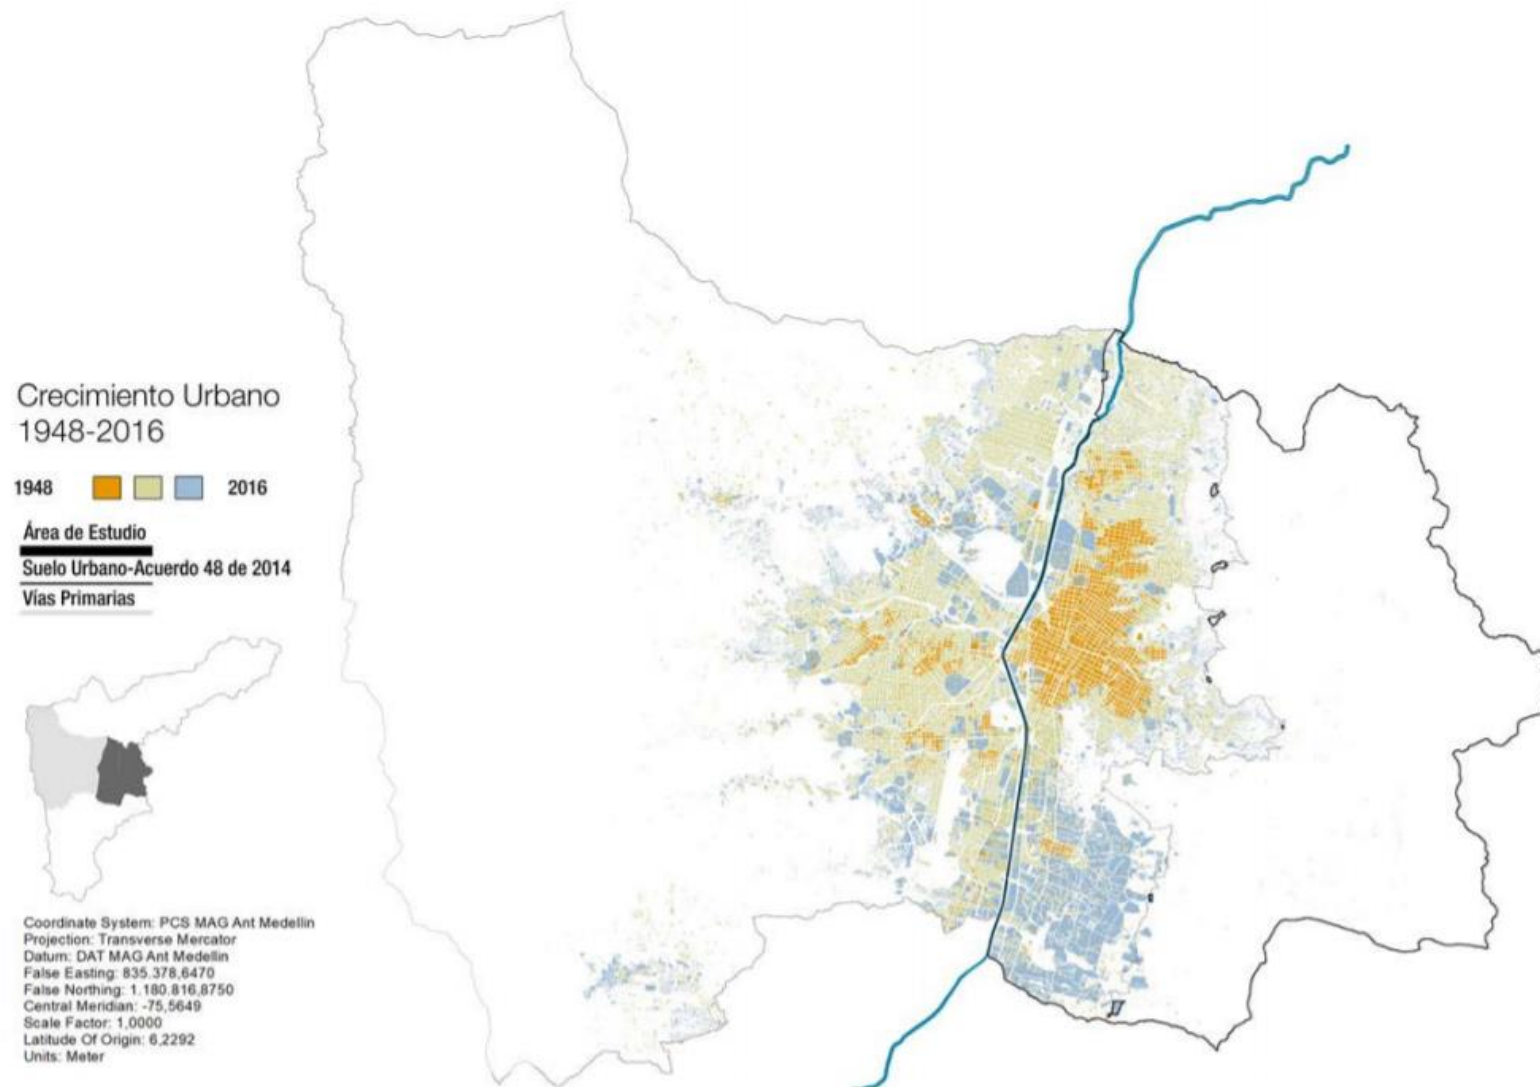 Crecimiento Urbano
1948-2016
1948 2016
Área de Estudio
Suelo Urbano-Acuerdo 48 de 2014
Vías Primarias
Coordinate System: PCS MAG Ant Medellin
Projection: Transverse Mercator
Datum: DAT MAG Ant Medellin
False Easting: 835.378,6470
False Northing: 1.180.816,8750
Central Meridian: -75,5649
Scale Factor: 1,0000
Latitude Of Origin: 6,2292
Units: Meter